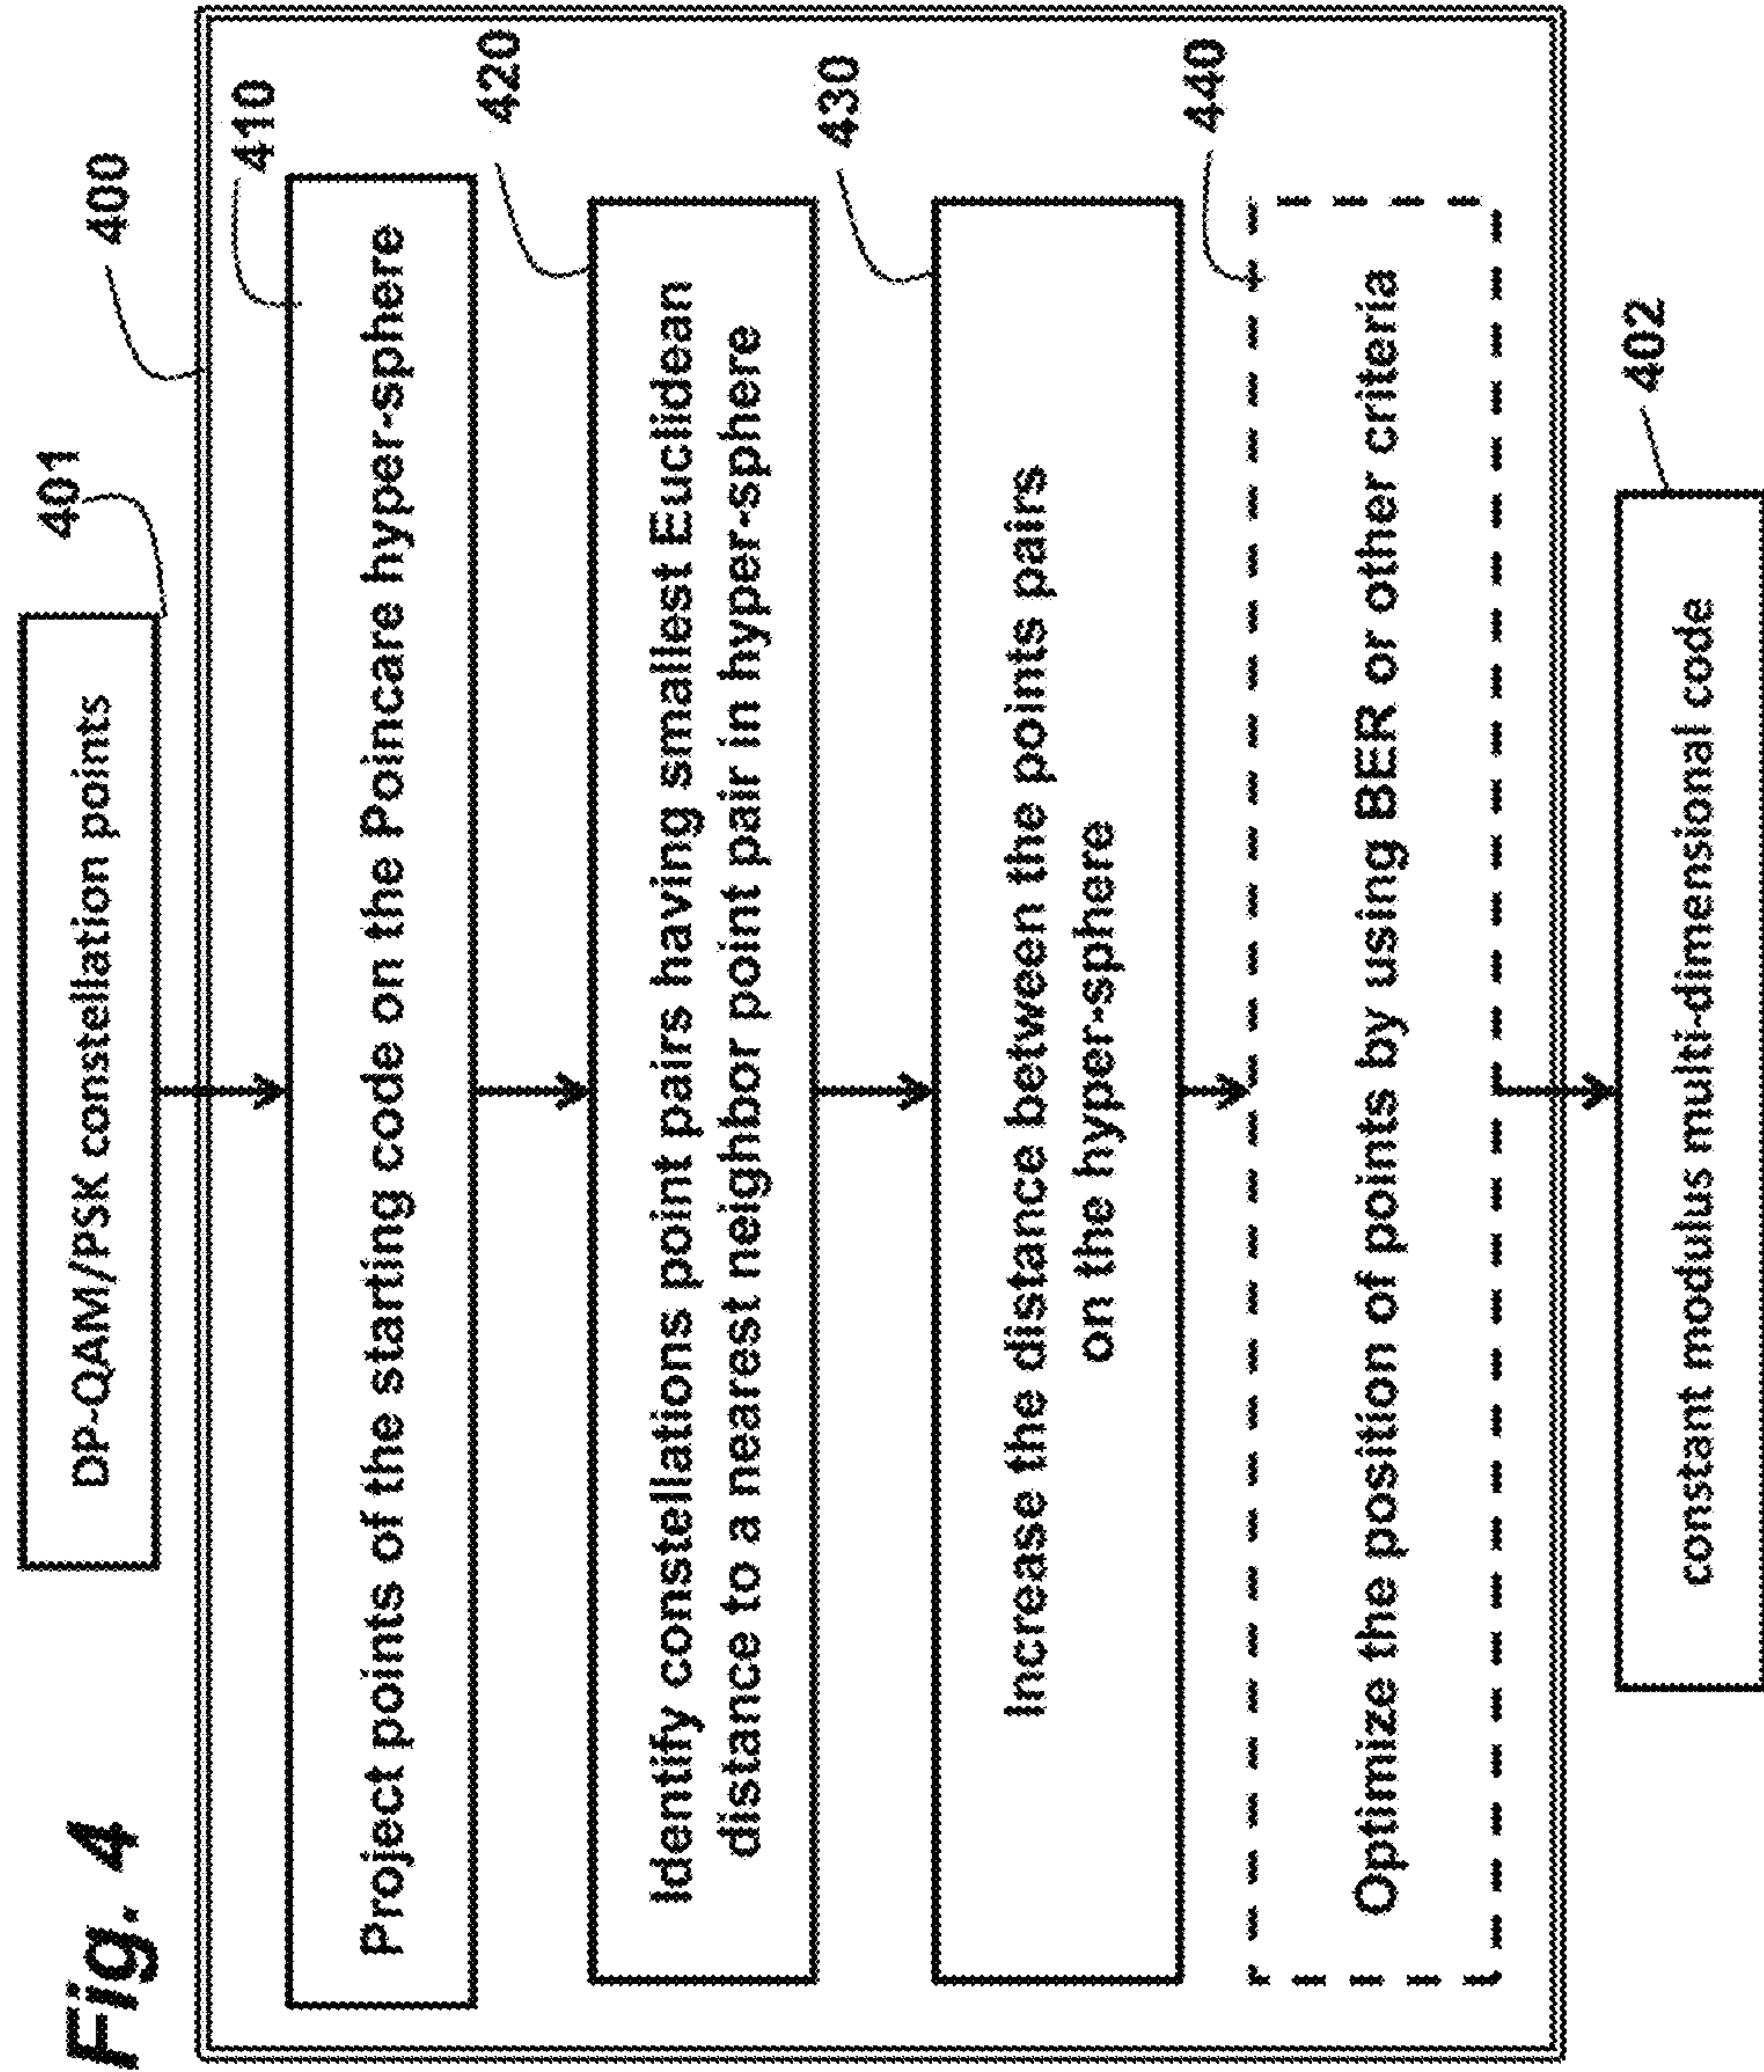 Fig. 4
401
DP-QAM/PSK constellation points
400
410
Project points of the starting code on the Poincare hyper-sphere
420
Identify constellations point pairs having smallest Euclidean
distance to a nearest neighbor point pair in hyper-sphere
430
Increase the distance between the points pairs
on the hyper-sphere
440
Optimize the position of points by using BER or other criteria
402
constant modulus multi-dimensional code